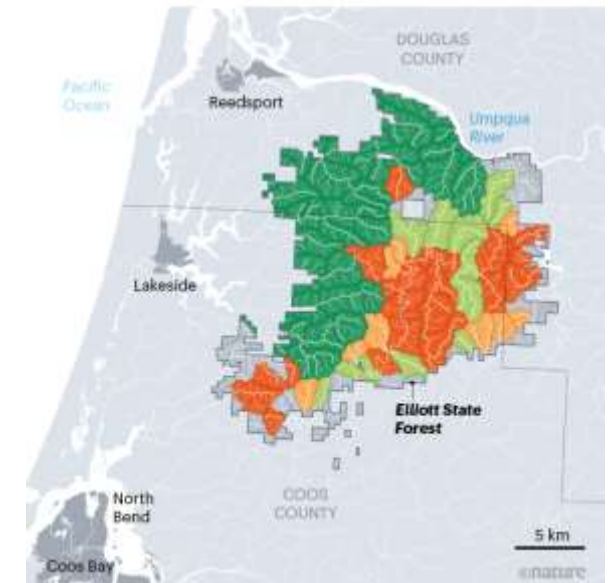 DOUGLAS
COUNTY
Pacific
Ocean
Reedsport
Umpqua
River
Lakeside
Elliott State
Forest
COOS
COUNTY
North
Bend
Coos Bay
5 km
©nature